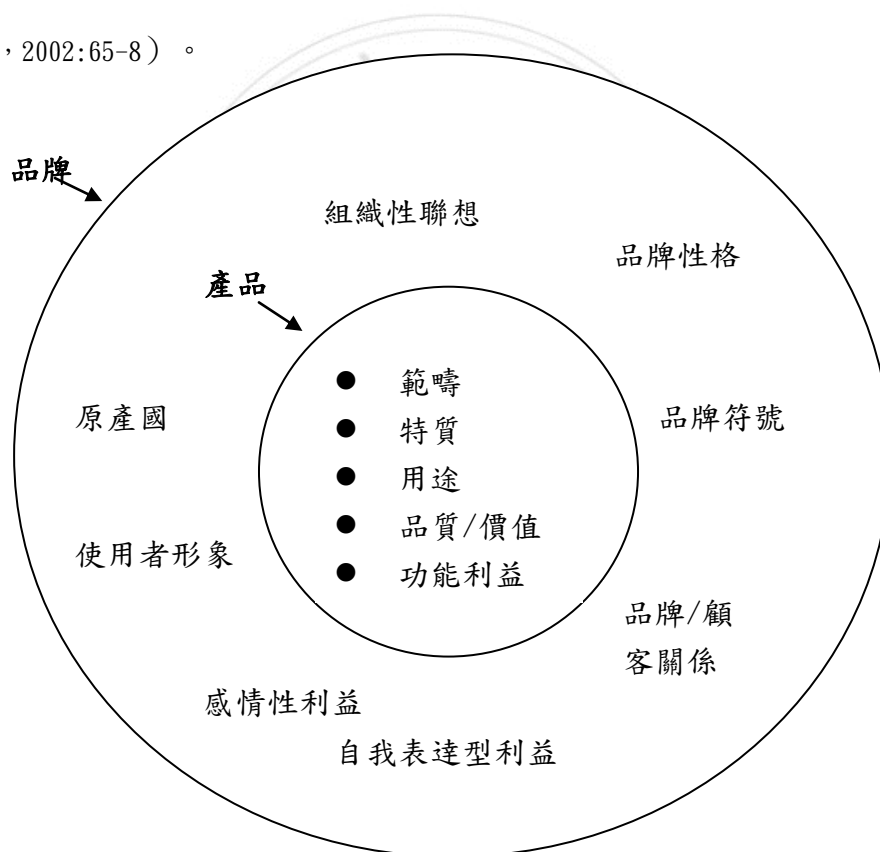 ，2002:65-8）。
品牌
組織性聯想
品牌性格
產品
● 範疇
● 特質
● 用途
● 品質/價值
● 功能利益
原產國
品牌符號
使用者形象
品牌/顧
客關係
感情性利益
自我表達型利益